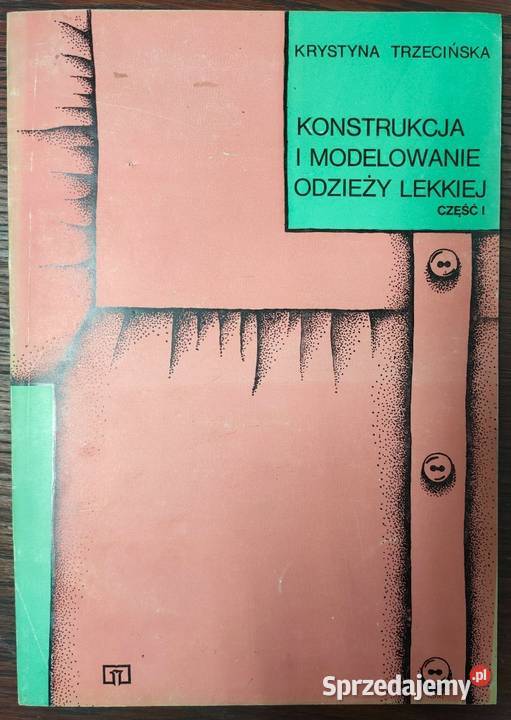 KRYSTYNA TRZECIŃSKA
KONSTRUKCJA
I MODELOWANIE
ODZIEŻY LEKKIEJ
CZĘŚĆ I
Sprzedajemy.pl